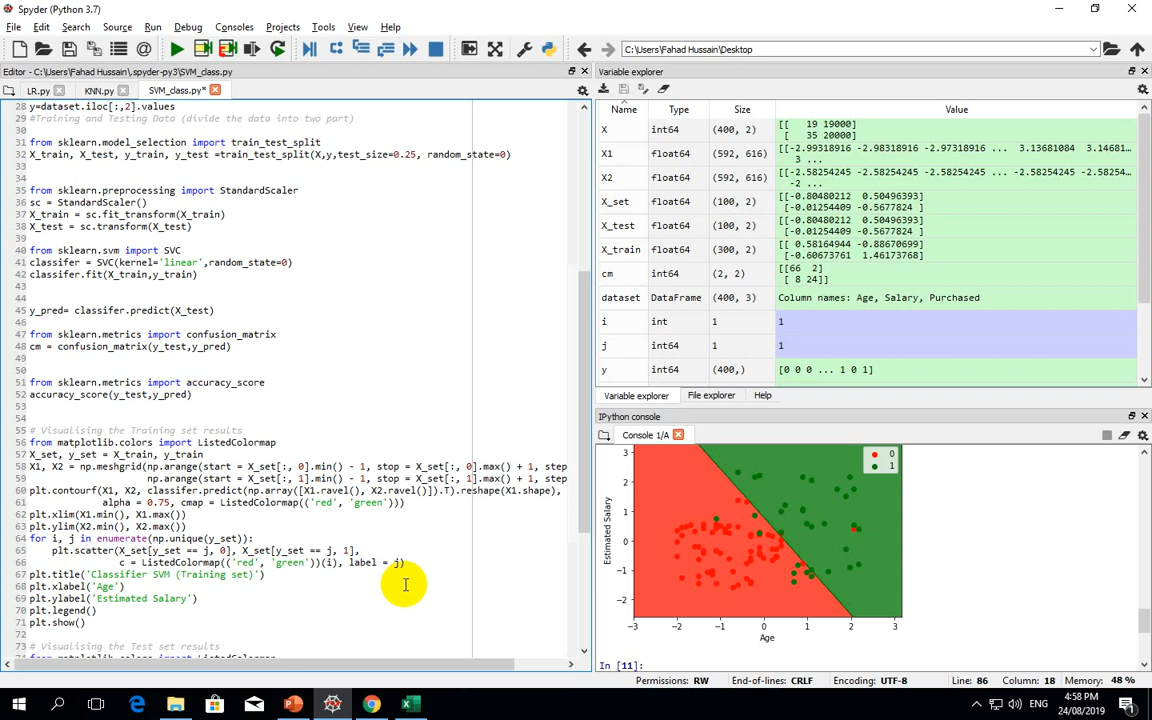 Spyder (Python 3.7)
File Edit Search Source Run Debug Consoles Projects Tools View Help
C:\Users\Fahad Hussain\Desktop
Editor - C:\Users\Fahad Hussain\.spyder-py3\SVM_class.py
LR.py KNN.py SVM_class.py*
28 y=dataset.iloc[:,2].values
29 #Training and Testing Data (divide the data into two part)
30
31 from sklearn.model_selection import train_test_split
32 X_train, X_test, y_train, y_test =train_test_split(X,y,test_size=0.25, random_state=0)
33
34
35 from sklearn.preprocessing import StandardScaler
36 sc = StandardScaler()
37 X_train = sc.fit_transform(X_train)
38 X_test = sc.transform(X_test)
39
40 from sklearn.svm import SVC
41 classifer = SVC(kernel='linear',random_state=0)
42 classifer.fit(X_train,y_train)
43
44
45 y_pred= classifer.predict(X_test)
46
47 from sklearn.metrics import confusion_matrix
48 cm = confusion_matrix(y_test,y_pred)
49
50
51 from sklearn.metrics import accuracy_score
52 accuracy_score(y_test,y_pred)
53
54
55 # Visualising the Training set results
56 from matplotlib.colors import ListedColormap
57 X_set, y_set = X_train, y_train
58 X1, X2 = np.meshgrid(np.arange(start = X_set[:, 0].min() - 1, stop = X_set[:, 0].max() + 1, step
59 np.arange(start = X_set[:, 1].min() - 1, stop = X_set[:, 1].max() + 1, step
60 plt.contourf(X1, X2, classifer.predict(np.array([X1.ravel(), X2.ravel()]).T).reshape(X1.shape),
61 alpha = 0.75, cmap = ListedColormap(('red', 'green')))
62 plt.xlim(X1.min(), X1.max())
63 plt.ylim(X2.min(), X2.max())
64 for i, j in enumerate(np.unique(y_set)):
65 plt.scatter(X_set[y_set == j, 0], X_set[y_set == j, 1],
66 c = ListedColormap(('red', 'green'))(i), label = j)
67 plt.title('Classifier SVM (Training set)')
68 plt.xlabel('Age')
69 plt.ylabel('Estimated Salary')
70 plt.legend()
71 plt.show()
72
73 # Visualising the Test set results
Variable explorer
Name Type Size Value
X int64 (400, 2) [[ 19 19000]
[ 35 20000]
X1 float64 (592, 616) [[-2.99318916 -2.98318916 -2.97318916 ... 3.13681084 3.14681...
3 ...
X2 float64 (592, 616) [[-2.58254245 -2.58254245 -2.58254245 ... -2.58254245 -2.58254...
-2 ...
X_set float64 (100, 2) [[-0.80480212 0.50496393]
[-0.01254409 -0.5677824 ]
X_test float64 (100, 2) [[-0.80480212 0.50496393]
[-0.01254409 -0.5677824 ]
X_train float64 (300, 2) [[ 0.58164944 -0.88670699]
[-0.60673761 1.46173768]
cm int64 (2, 2) [[66 2]
[ 8 24]]
dataset DataFrame (400, 3) Column names: Age, Salary, Purchased
i int 1 1
j int64 1 1
y int64 (400,) [0 0 0 ... 1 0 1]
Variable explorer File explorer Help
IPython console
Console 1/A
Estimated Salary
3
2
1
0
−1
−2
0
1
−3 −2 −1 0 1 2 3
Age
In [11]:
Permissions: RW End-of-lines: CRLF Encoding: UTF-8 Line: 86 Column: 18 Memory: 48 %
4:58 PM
24/08/2019